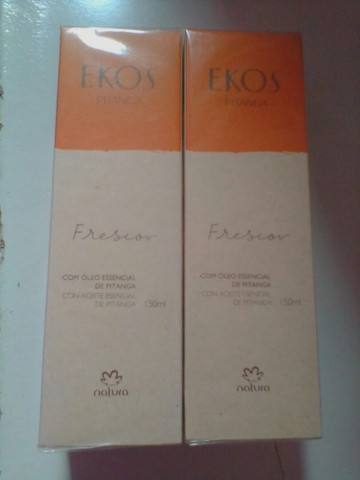 EKOS
PITANGA
Frescor
COM ÓLEO ESSENCIAL
DE PITANGA
CON ACEITE ESENCIAL
DE PITANGA 150ml
natura
EKOS
PITANGA
Frescor
COM ÓLEO ESSENCIAL
DE PITANGA
CON ACEITE ESENCIAL
DE PITANGA 150ml
natura